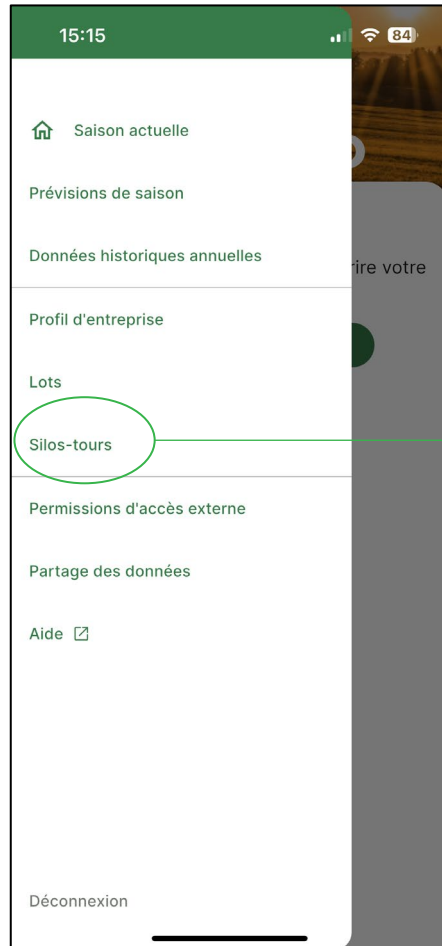 15:15
84
Saison actuelle
Prévisions de saison
Données historiques annuelles
rire votre
Profil d'entreprise
Lots
Silos-tours
Permissions d'accès externe
Partage des données
Aide
Déconnexion